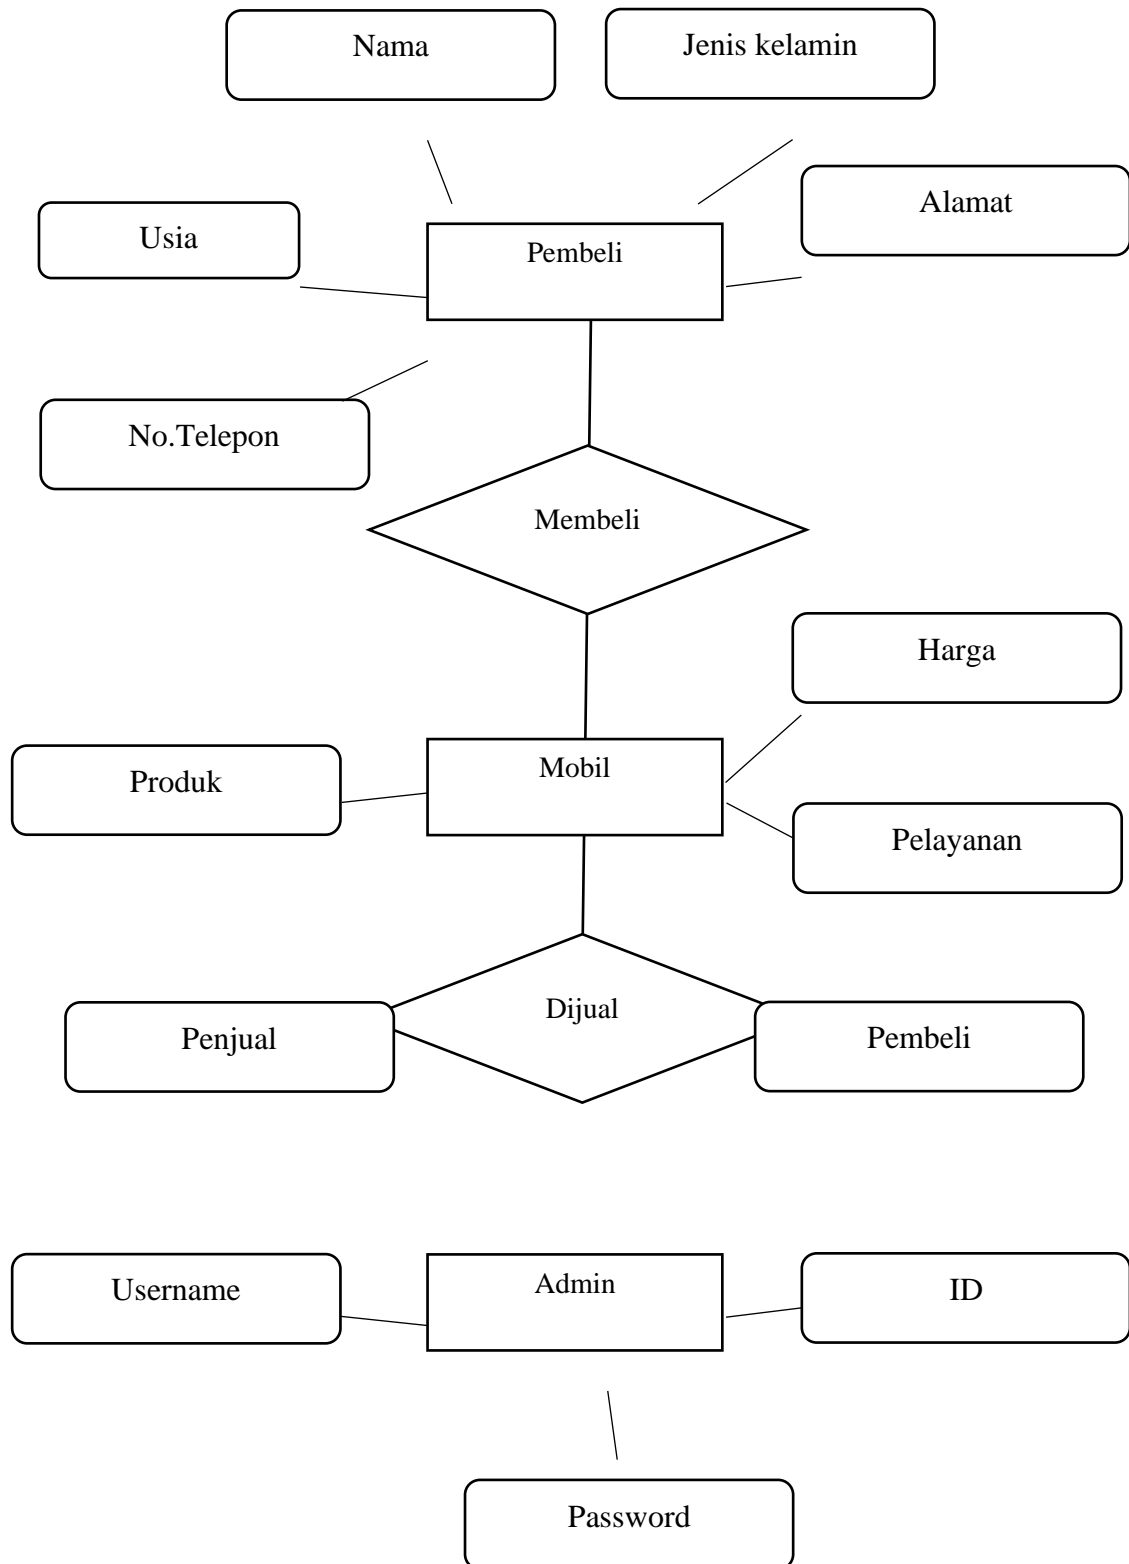 Nama
Jenis kelamin
Alamat
Usia
Pembeli
No.Telepon
Membeli
Harga
Produk
Mobil
Pelayanan
Penjual
Dijual
Pembeli
Username
Admin
ID
Password